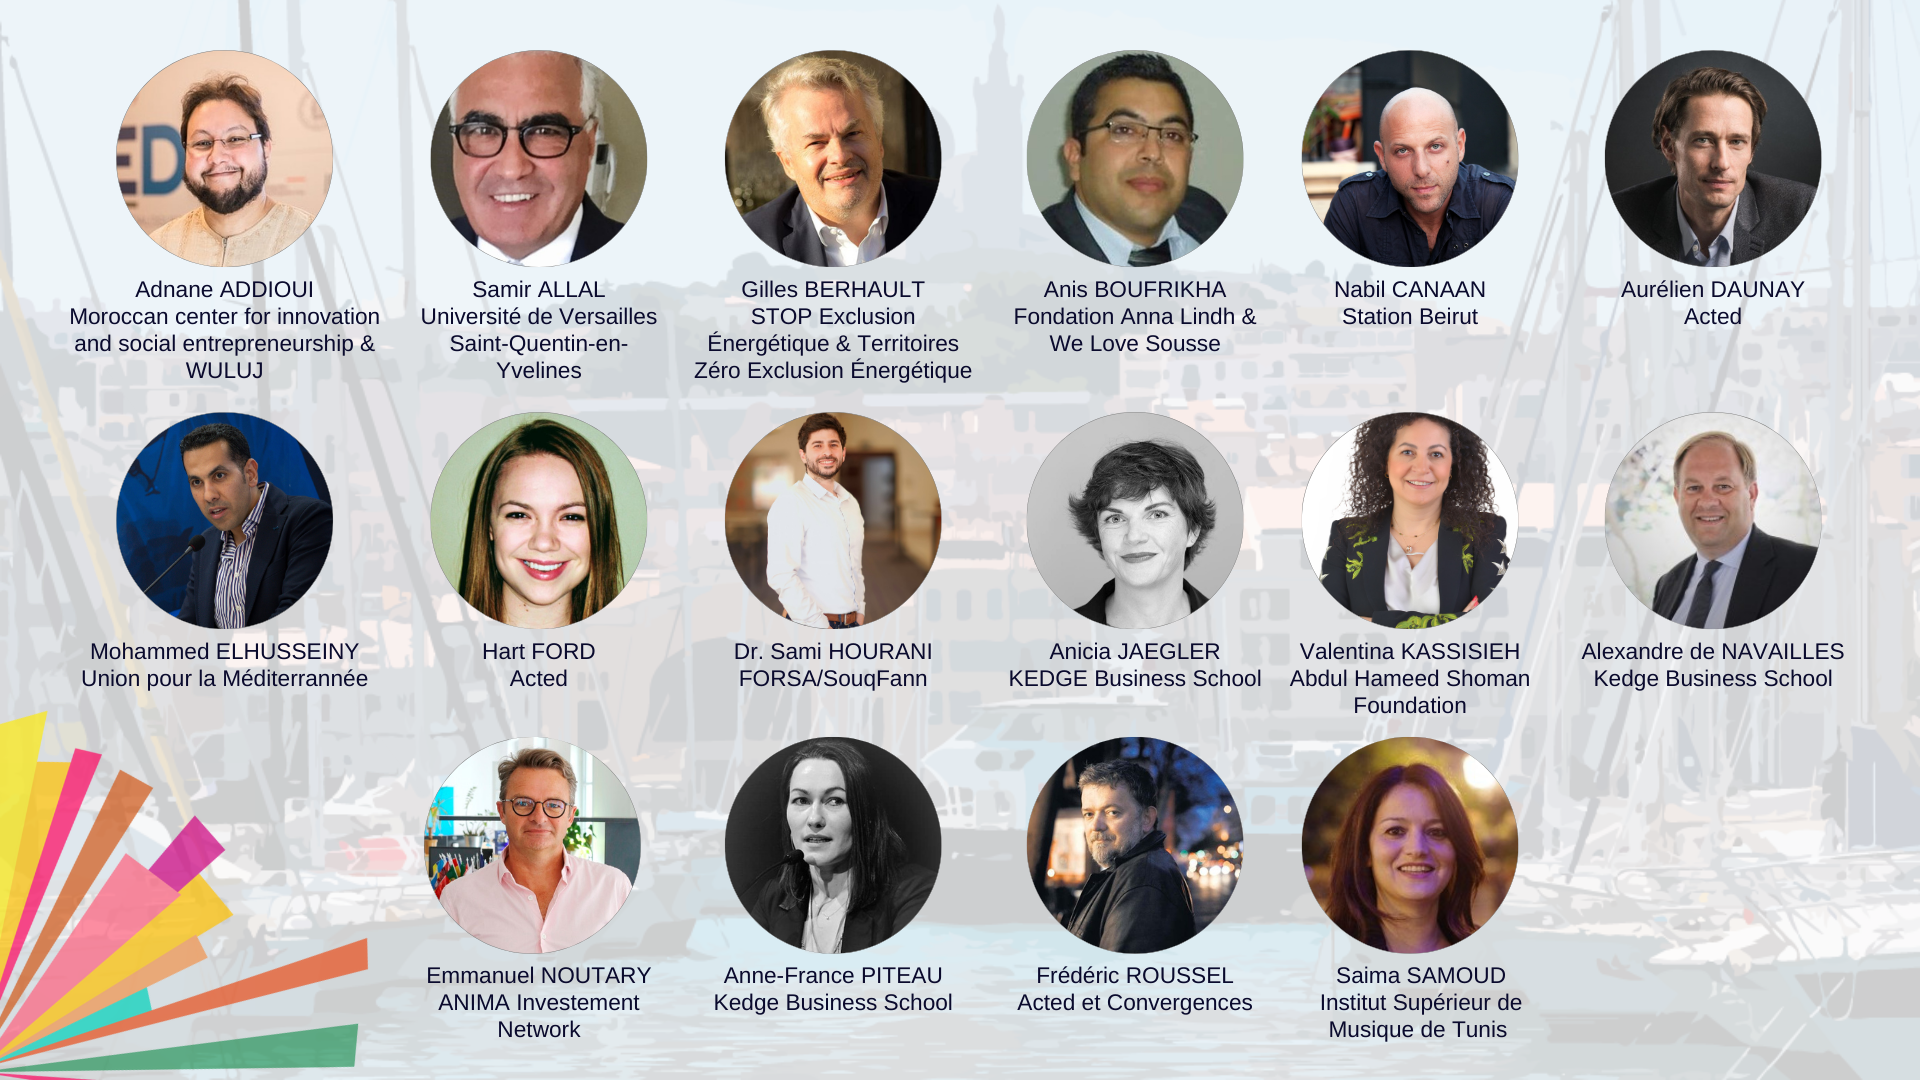 ED
Adnane ADDIOUI
Moroccan center for innovation
and social entrepreneurship &
WULUJ
Samir ALLAL
Université de Versailles
Saint-Quentin-en-
Yvelines
Gilles BERHAULT
STOP Exclusion
Énergétique & Territoires
Zéro Exclusion Énergétique
Anis BOUFRIKHA
Fondation Anna Lindh &
We Love Sousse
Nabil CANAAN
Station Beirut
Aurélien DAUNAY
Acted
Mohammed ELHUSSEINY
Union pour la Méditerrannée
Hart FORD
Acted
Dr. Sami HOURANI
FORSA/SouqFann
Anicia JAEGLER
KEDGE Business School
Valentina KASSISIEH
Abdul Hameed Shoman
Foundation
Alexandre de NAVAILLES
Kedge Business School
Emmanuel NOUTARY
ANIMA Investement
Network
Anne-France PITEAU
Kedge Business School
Frédéric ROUSSEL
Acted et Convergences
Saima SAMOUD
Institut Supérieur de
Musique de Tunis